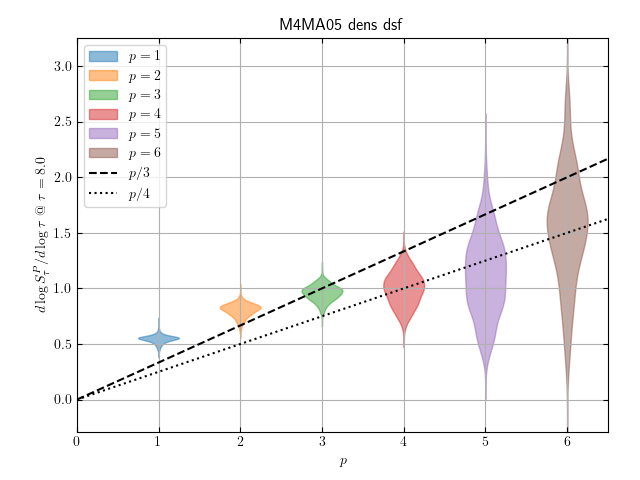 M4MA05 dens dsf
d log S_τ^P / d log τ @ τ = 8.0
3.0
2.5
2.0
1.5
1.0
0.5
0.0
p = 1
p = 2
p = 3
p = 4
p = 5
p = 6
p/3
p/4
0 1 2 3 4 5 6
p